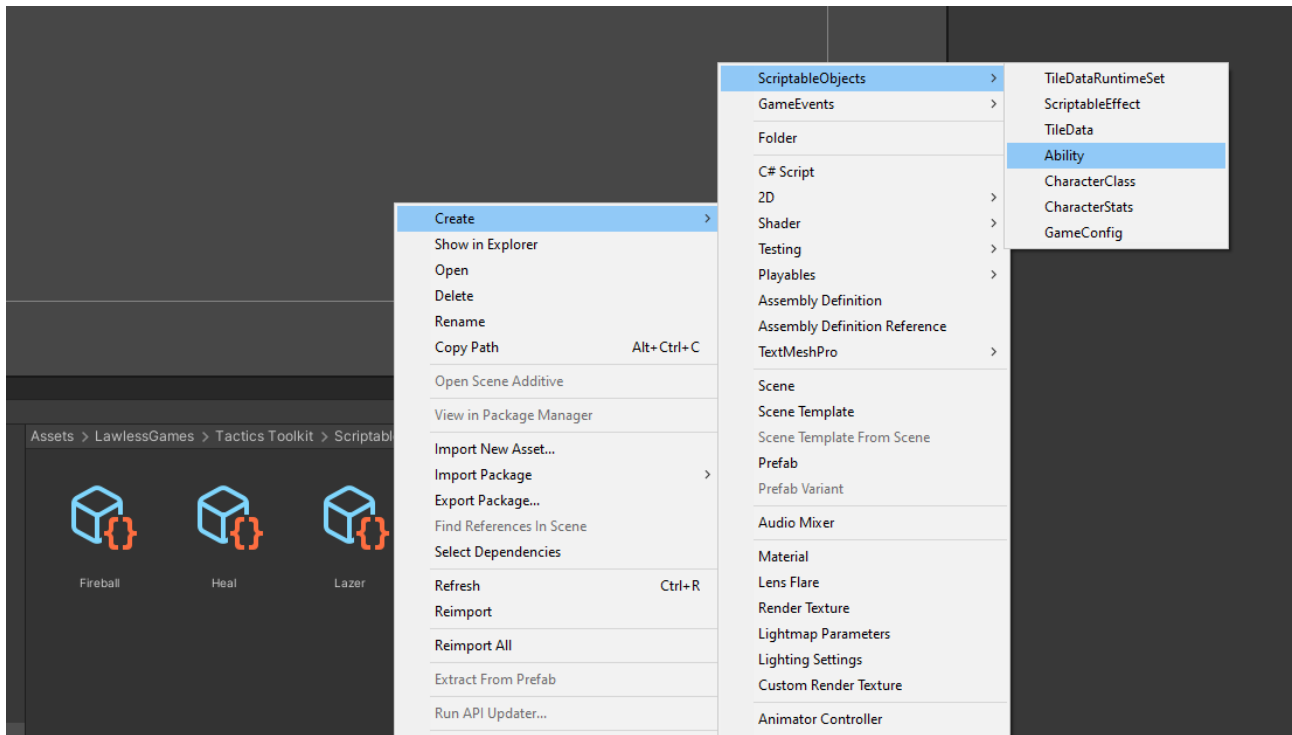 ScriptableObjects
GameEvents
Folder
C# Script
2D
Shader
Testing
Playables
Assembly Definition
Assembly Definition Reference
TextMeshPro
Scene
Scene Template
Scene Template From Scene
Prefab
Prefab Variant
Audio Mixer
Material
Lens Flare
Render Texture
Lightmap Parameters
Lighting Settings
Custom Render Texture
Animator Controller
TileDataRuntimeSet
ScriptableEffect
TileData
Ability
CharacterClass
CharacterStats
GameConfig
Create
Show in Explorer
Open
Delete
Rename
Copy Path Alt+Ctrl+C
Open Scene Additive
View in Package Manager
Import New Asset...
Import Package
Export Package...
Find References In Scene
Select Dependencies
Refresh Ctrl+R
Reimport
Reimport All
Extract From Prefab
Run API Updater...
Assets > LawlessGames > Tactics Toolkit > Scriptabl
Fireball Heal Lazer